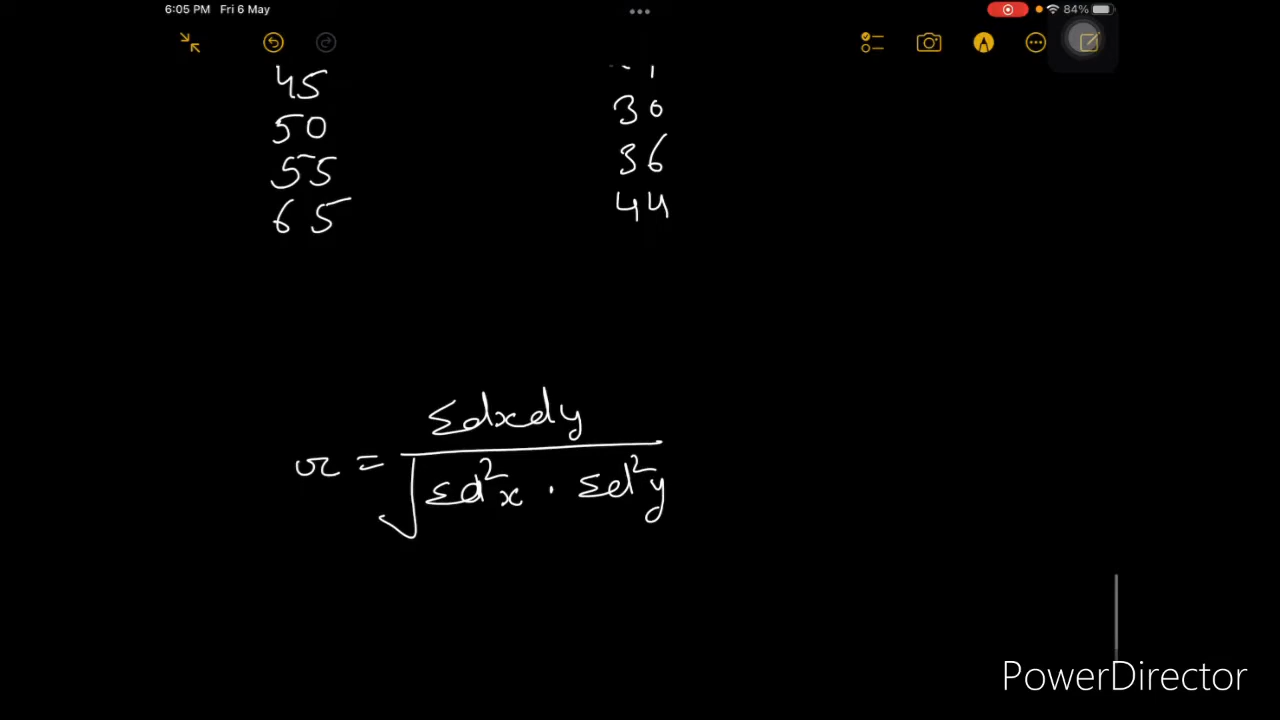 6:05 PM Fri 6 May 84%
45
50 30
55 36
65 44
r = Σdxdy / √Σd²x · Σd²y
PowerDirector